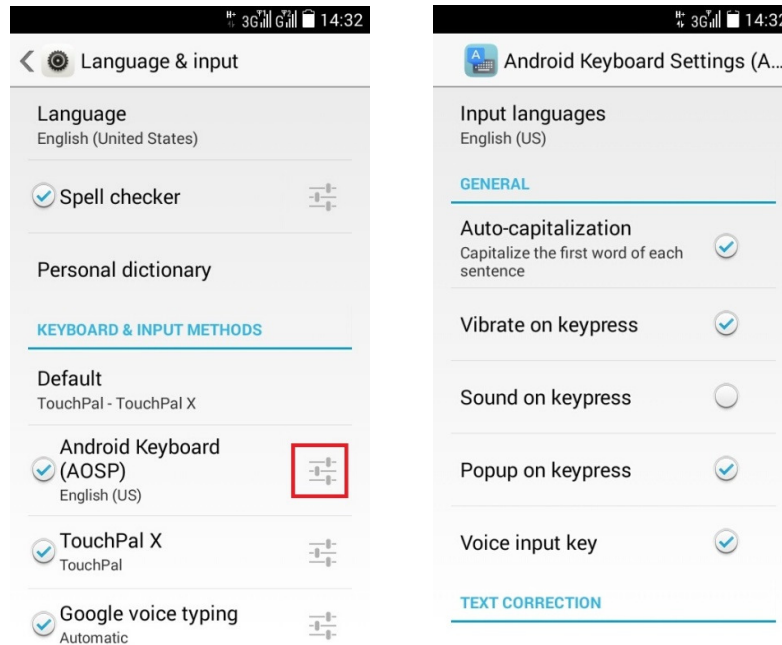 3G G 14:32
Language & input
Language
English (United States)
Spell checker
Personal dictionary
KEYBOARD & INPUT METHODS
Default
TouchPal - TouchPal X
Android Keyboard
(AOSP)
English (US)
TouchPal X
TouchPal
Google voice typing
Automatic
3G 14:32
Android Keyboard Settings (A...
Input languages
English (US)
GENERAL
Auto-capitalization
Capitalize the first word of each
sentence
Vibrate on keypress
Sound on keypress
Popup on keypress
Voice input key
TEXT CORRECTION